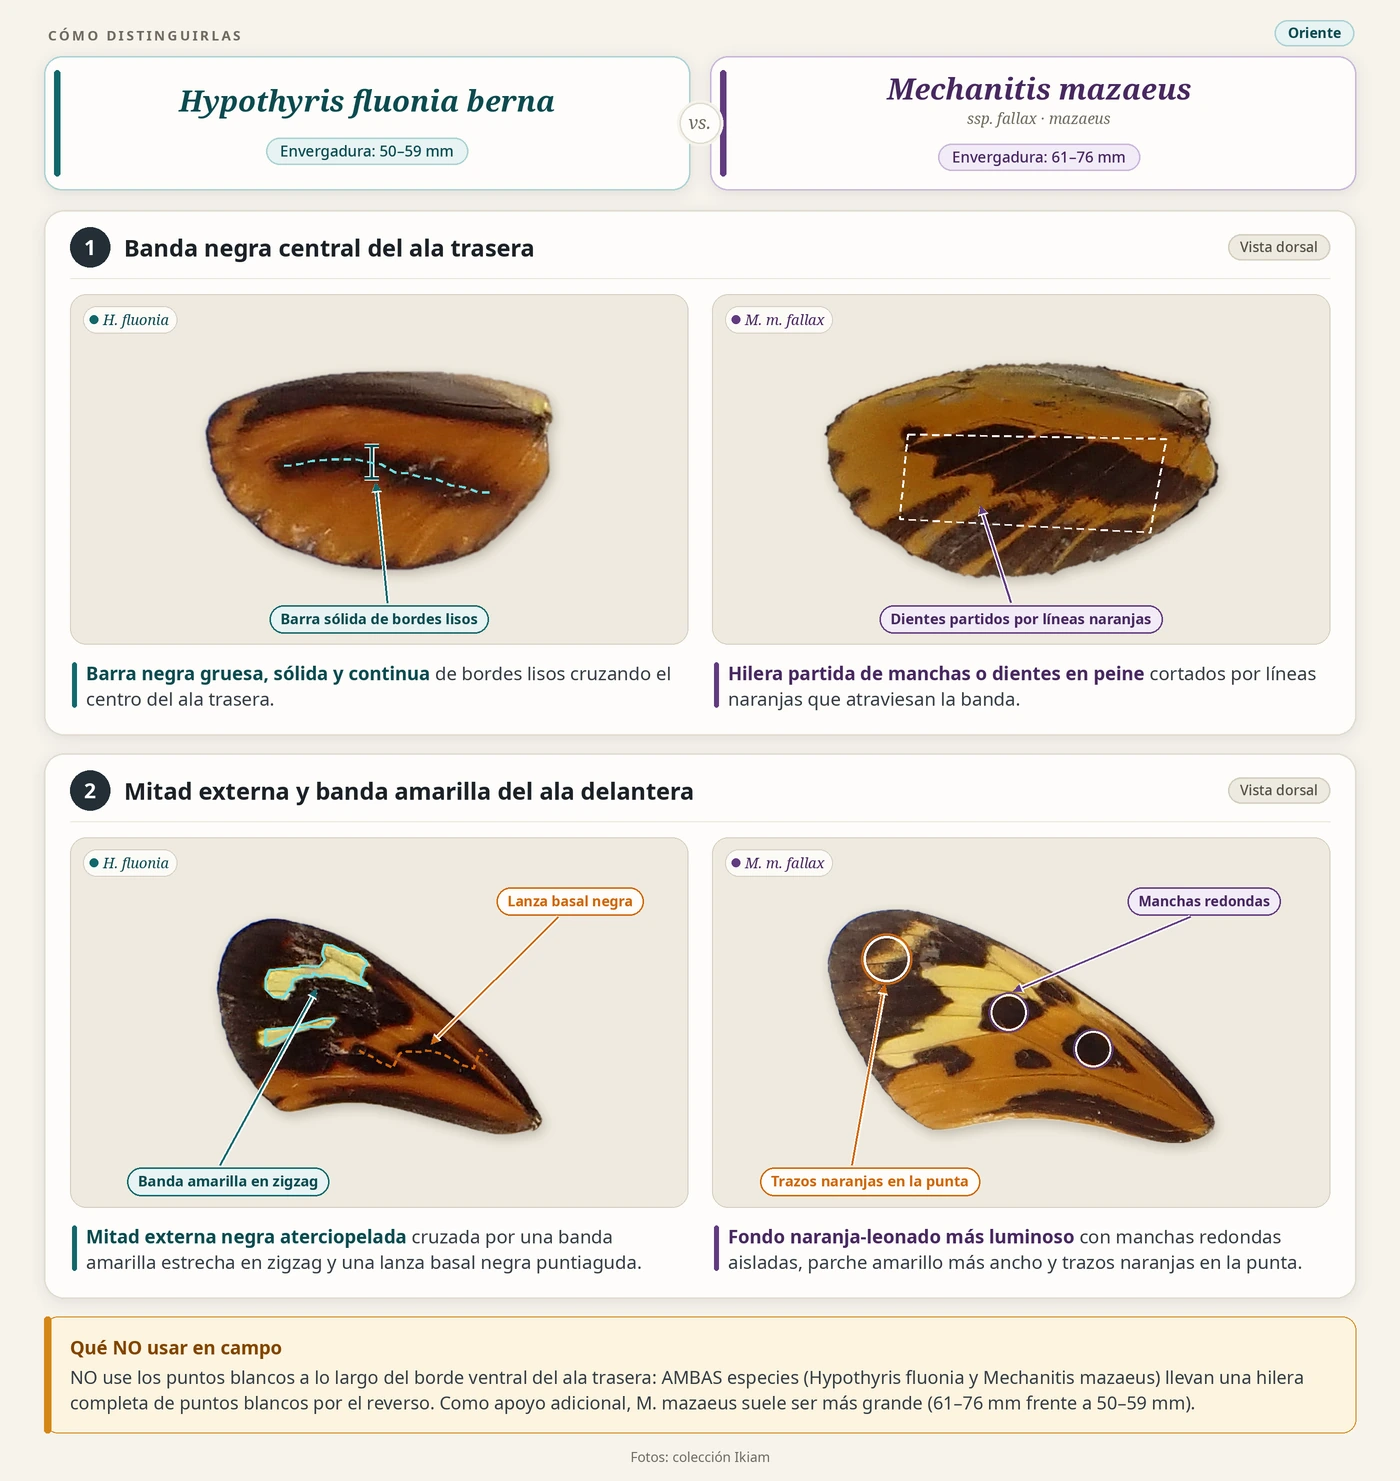 CÓMO DISTINGUIRLAS
Oriente
Hypothyris fluonia berna
Envergadura: 50–59 mm
vs.
Mechanitis mazaeus
ssp. fallax · mazaeus
Envergadura: 61–76 mm
1
Banda negra central del ala trasera
Vista dorsal
H. fluonia
Barra sólida de bordes lisos
M. m. fallax
Dientes partidos por líneas naranjas
Barra negra gruesa, sólida y continua de bordes lisos cruzando el
centro del ala trasera.
Hilera partida de manchas o dientes en peine cortados por líneas
naranjas que atraviesan la banda.
2
Mitad externa y banda amarilla del ala delantera
Vista dorsal
H. fluonia
Lanza basal negra
Banda amarilla en zigzag
M. m. fallax
Manchas redondas
Trazos naranjas en la punta
Mitad externa negra aterciopelada cruzada por una banda
amarilla estrecha en zigzag y una lanza basal negra puntiaguda.
Fondo naranja-leonado más luminoso con manchas redondas
aisladas, parche amarillo más ancho y trazos naranjas en la punta.
Qué NO usar en campo
NO use los puntos blancos a lo largo del borde ventral del ala trasera: AMBAS especies (Hypothyris fluonia y Mechanitis mazaeus) llevan una hilera
completa de puntos blancos por el reverso. Como apoyo adicional, M. mazaeus suele ser más grande (61–76 mm frente a 50–59 mm).
Fotos: colección Ikiam